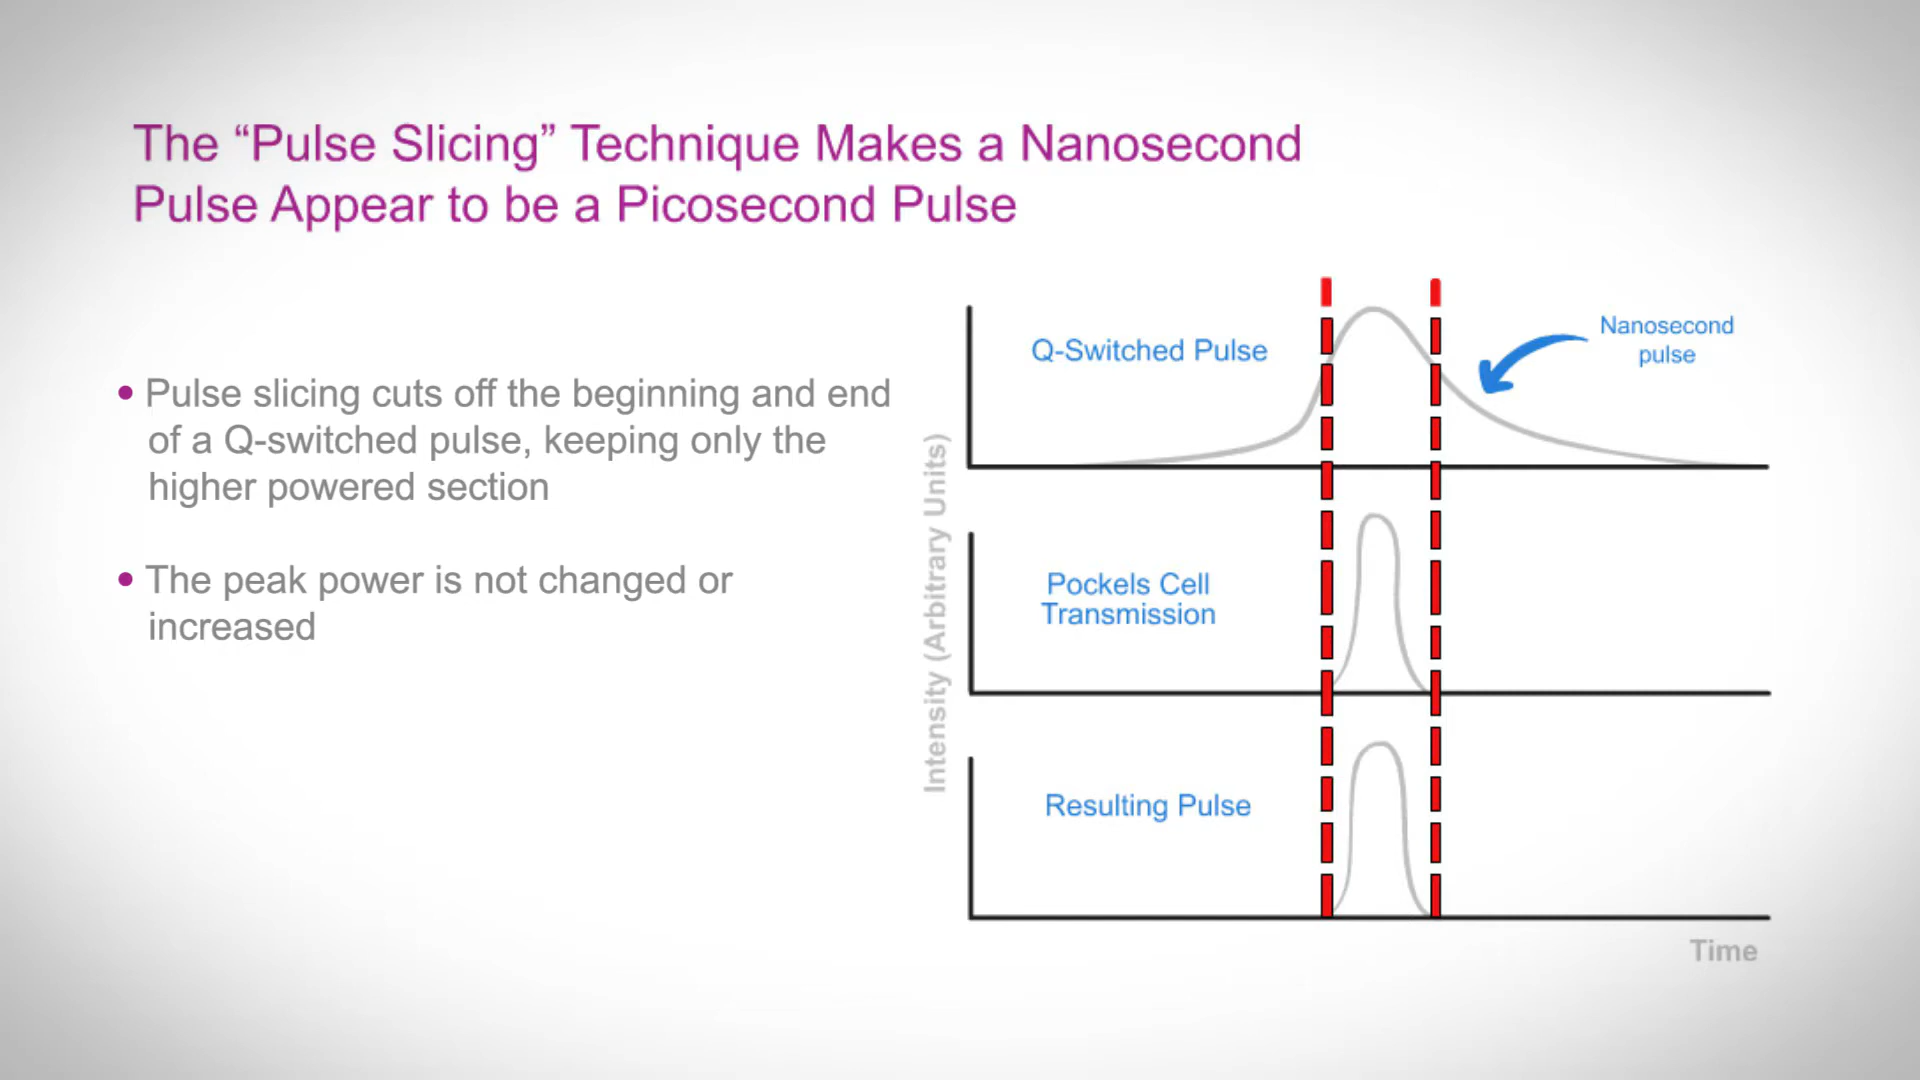 The “Pulse Slicing” Technique Makes a Nanosecond
Pulse Appear to be a Picosecond Pulse
• Pulse slicing cuts off the beginning and end
of a Q-switched pulse, keeping only the
higher powered section
• The peak power is not changed or
increased
Intensity (Arbitrary Units)
Q-Switched Pulse
Nanosecond
pulse
Pockels Cell
Transmission
Resulting Pulse
Time